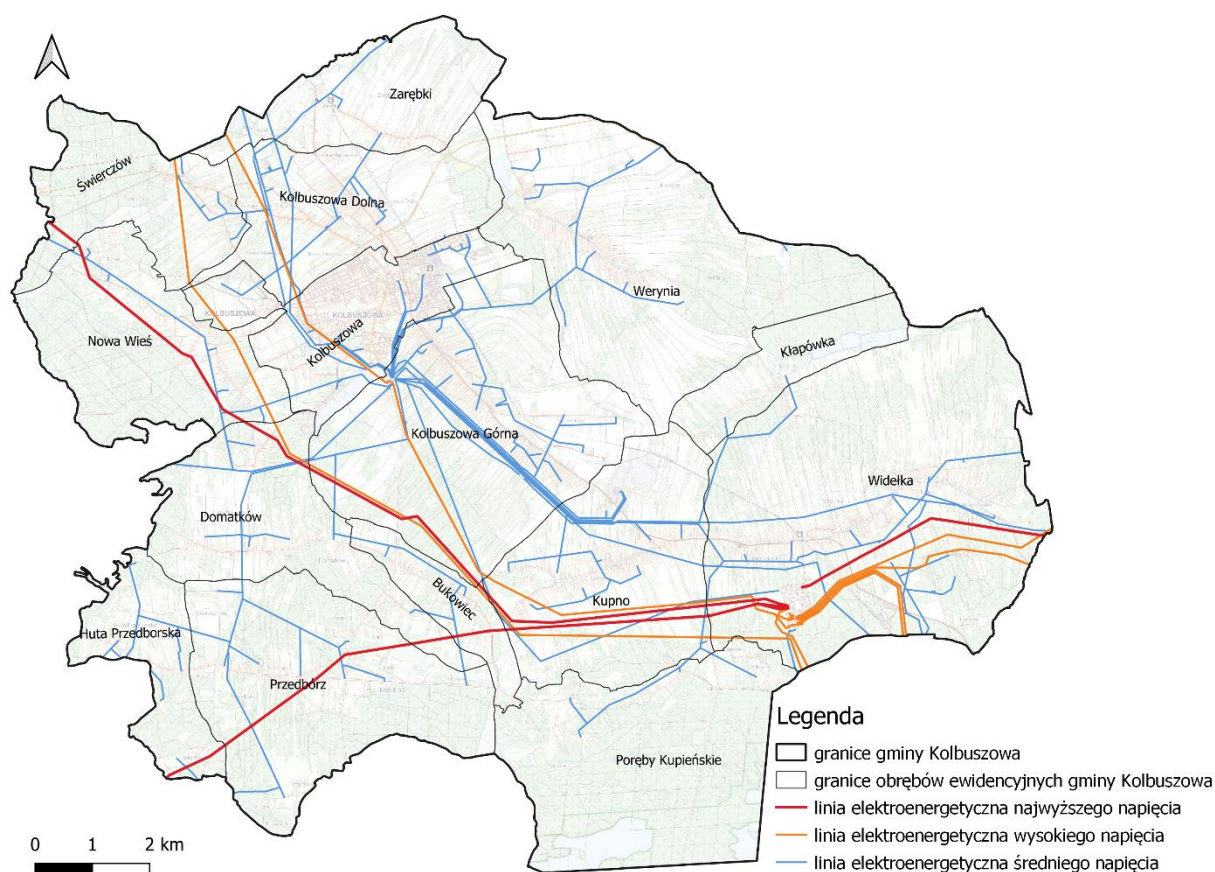 Zarębki
Świerczów
Kolbuszowa Dolna
Werynia
Nowa Wieś
KOLBUSZOWA
KOLBUSZOWA
Kolbuszowa
Kłapówka
Kolbuszowa Górna
Widełka
Domatków
Bukowiec
Kupno
Huta Przedborska
Przedbórz
Poręby Kupieńskie
Legenda
granice gminy Kolbuszowa
granice obrębów ewidencyjnych gminy Kolbuszowa
linia elektroenergetyczna najwyższego napięcia
linia elektroenergetyczna wysokiego napięcia
linia elektroenergetyczna średniego napięcia
0 1 2 km